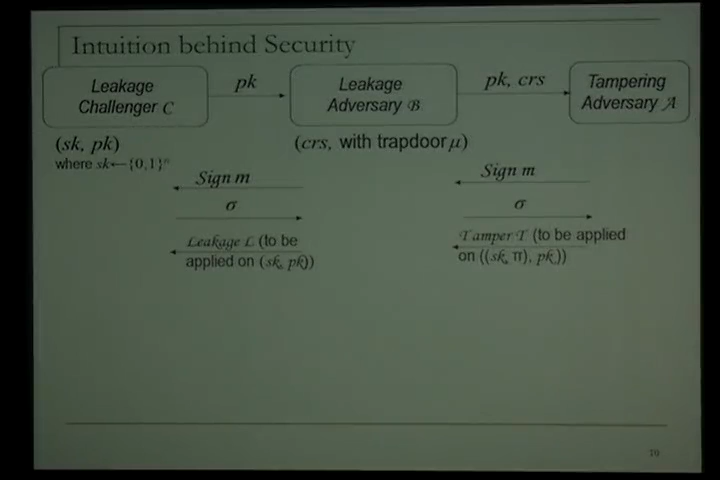 Intuition behind Security
Leakage
Challenger C
pk
Leakage
Adversary B
pk, crs
Tampering
Adversary A
(sk, pk)
where sk←{0,1}ⁿ
(crs, with trapdoor μ)
Sign m
σ
Leakage L (to be
applied on (sk, pk))
Sign m
σ
Tamper T (to be applied
on ((sk, π), pk))
10